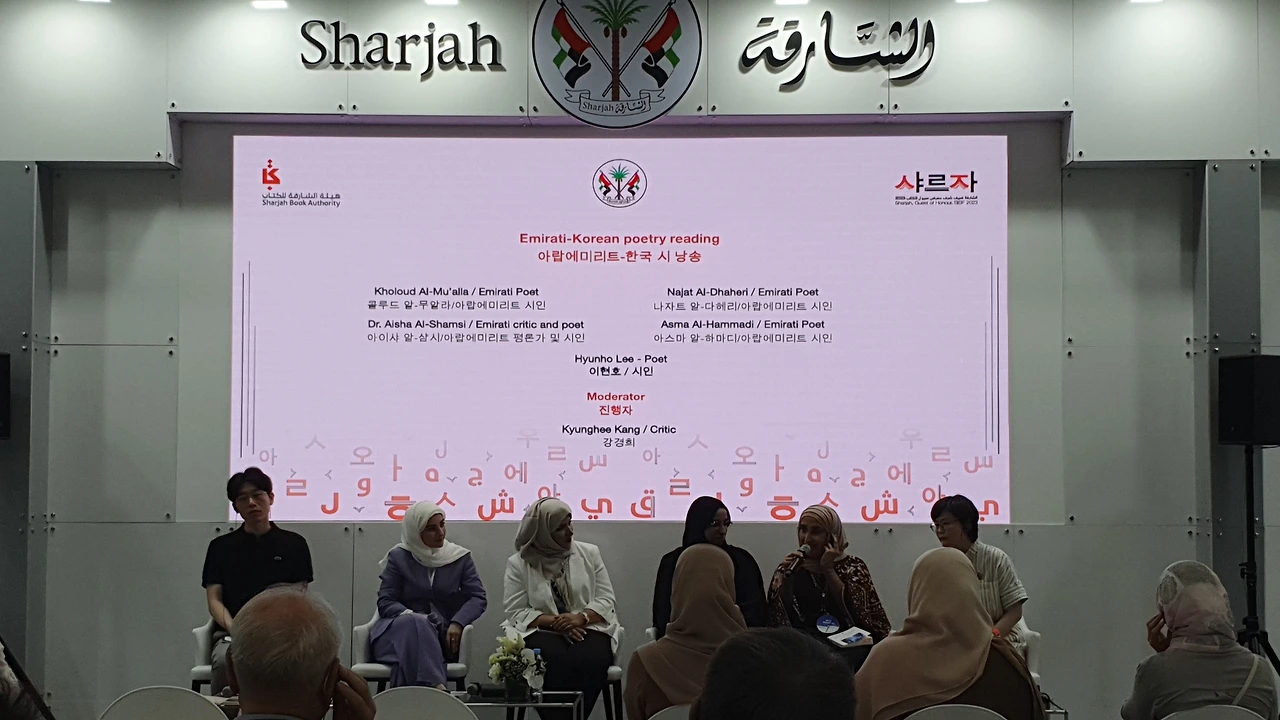 Sharjah
الشارقة
Sharjah الشارقة
هيئة الشارقة للكتاب
Sharjah Book Authority
샤르자
Sharjah, Guest of Honour, SIBF 2023
Emirati-Korean poetry reading
아랍에미리트-한국 시 낭송
Kholoud Al-Mu'alla / Emirati Poet
콜루드 알-무알라/아랍에미리트 시인
Najat Al-Dhaheri / Emirati Poet
나자트 알-다헤리/아랍에미리트 시인
Dr. Aisha Al-Shamsi / Emirati critic and poet
아이샤 알-샴시/아랍에미리트 평론가 및 시인
Asma Al-Hammadi / Emirati Poet
아스마 알-하마디/아랍에미리트 시인
Hyunho Lee - Poet
이현호 / 시인
Moderator
진행자
Kyunghee Kang / Critic
강경희